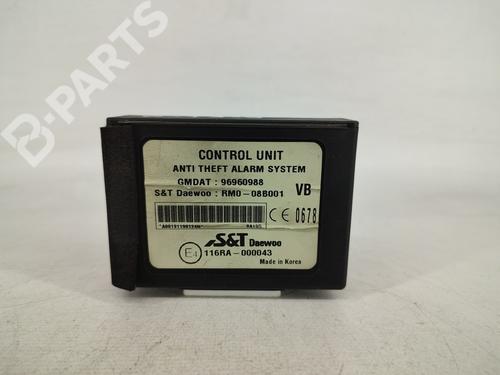 B-PARTS
CONTROL UNIT
ANTI THEFT ALARM SYSTEM
GMDAT : 96960988
S&T Daewoo : RM0-08B001
VB
CE 0678
S&T Daewoo
E4
116RA-000043
Made in Korea